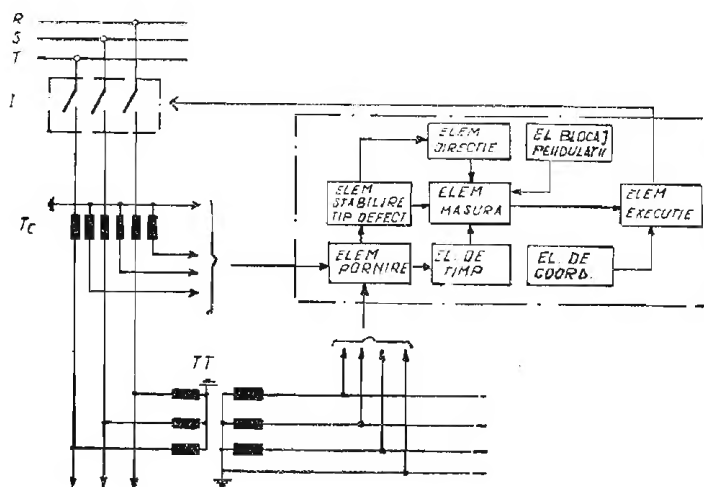 R
S
T
I
ELEM
DIRECTIE
EL BLOCAJ
PENDULATII
ELEM
STABILIRE
TIP DEFECT
ELEM
MASURA
ELEM
EXECUTIE
Tc
ELEM
PORNIRE
EL. DE
TIMP
EL. DE
COORD.
TT